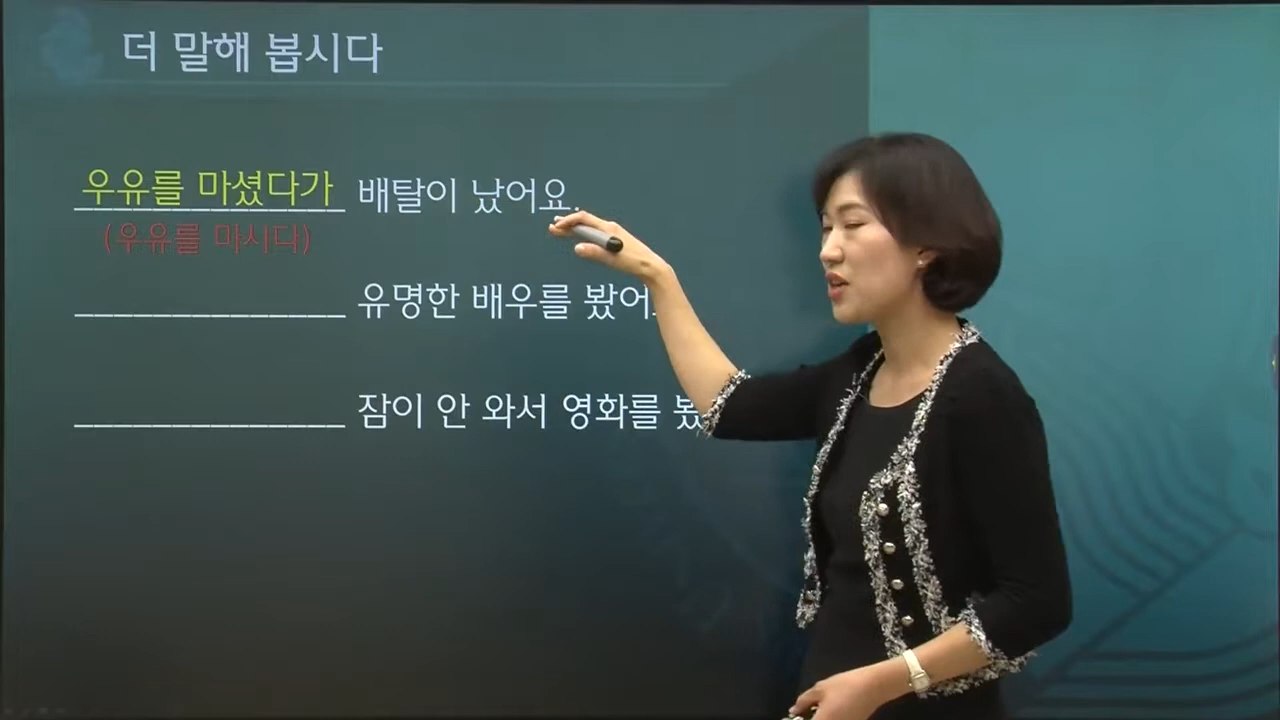 더 말해 봅시다
우유를 마셨다가 배탈이 났어요.
(우유를 마시다)
______________ 유명한 배우를 봤어
______________ 잠이 안 와서 영화를